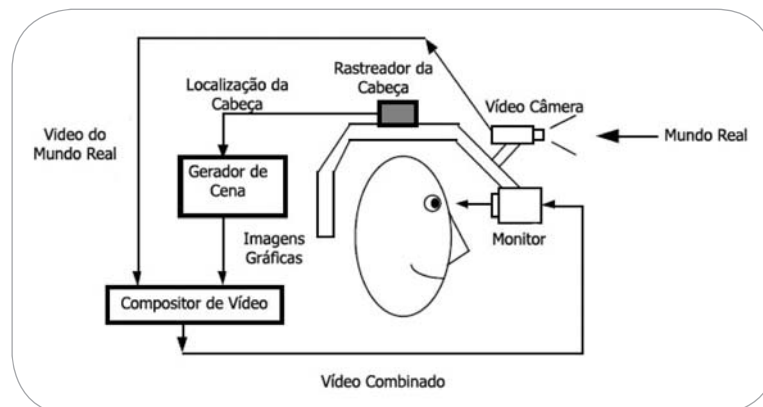 Rastreador da
Cabeça
Localização da
Cabeça
Vídeo Câmera
Video do
Mundo Real
Mundo Real
Gerador de
Cena
Imagens
Gráficas
Monitor
Compositor de Vídeo
Vídeo Combinado